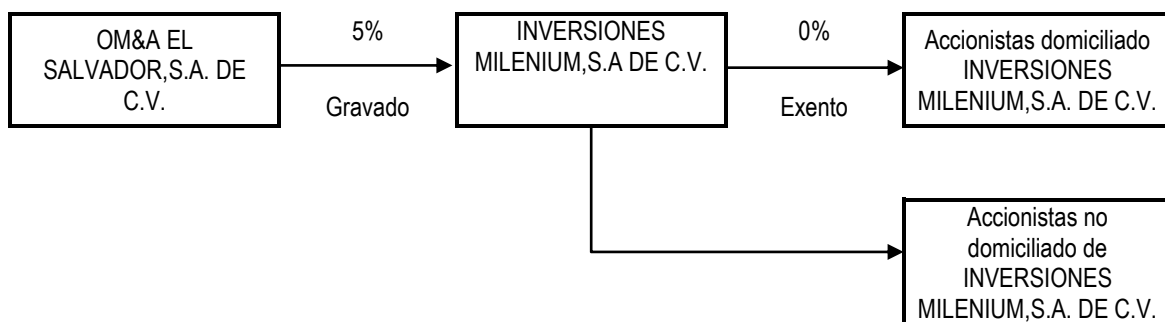 OM&A EL
SALVADOR,S.A. DE
C.V.
5%
Gravado
INVERSIONES
MILENIUM,S.A DE C.V.
0%
Exento
Accionistas domiciliado
INVERSIONES
MILENIUM,S.A. DE C.V.
Accionistas no
domiciliado de
INVERSIONES
MILENIUM,S.A. DE C.V.